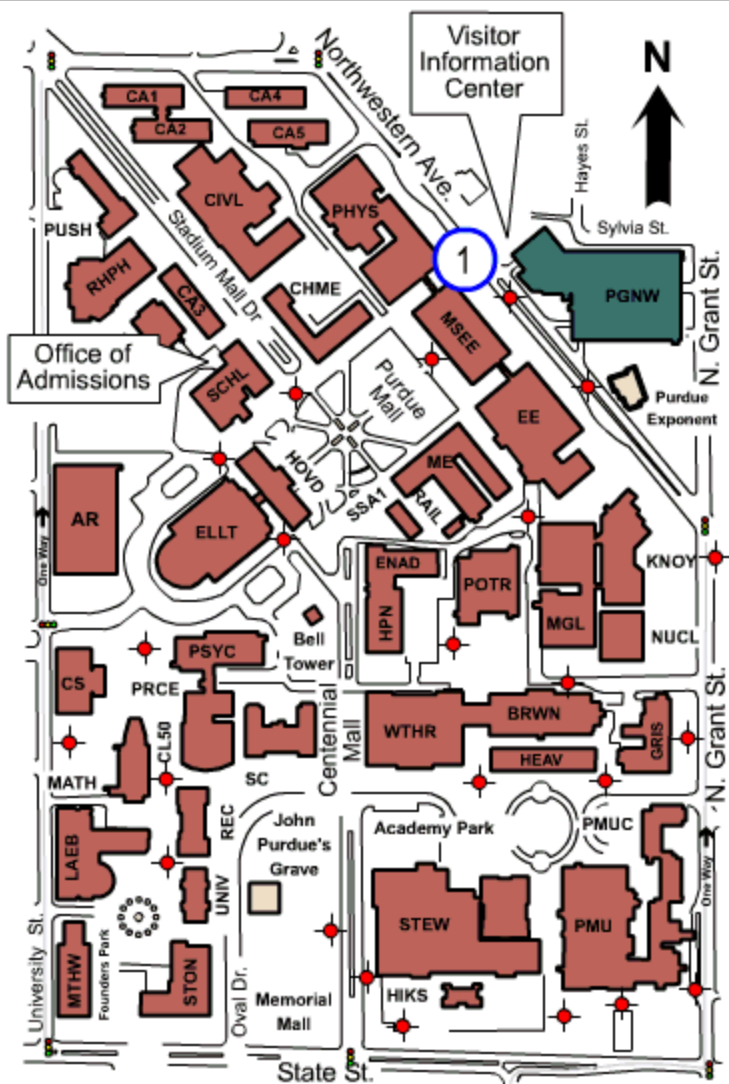 Visitor
Information
Center
N
Northwestern Ave.
Hayes St.
Sylvia St.
N. Grant St.
CA1
CA4
CA2
CA5
CIVL
PHYS
PUSH
RHPH
CA3
Stadium Mall Dr
CHME
1
PGNW
MSEE
Office of
Admissions
SCHL
Purdue
Mall
EE
Purdue
Exponent
HOVD
ME
SSA1
RAIL
AR
One Way
ELLT
ENAD
HPN
POTR
KNOY
MGL
NUCL
Bell
Tower
PSYC
CS
PRCE
CL50
SC
Centennial
Mall
WTHR
BRWN
HEAV
GRIS
N. Grant St.
MATH
LAEB
REC
UNIV
John
Purdue's
Grave
Academy Park
PMUC
One Way
STEW
PMU
University St.
MTHW
Founders Park
STON
Oval Dr.
Memorial
Mall
HIKS
State St.